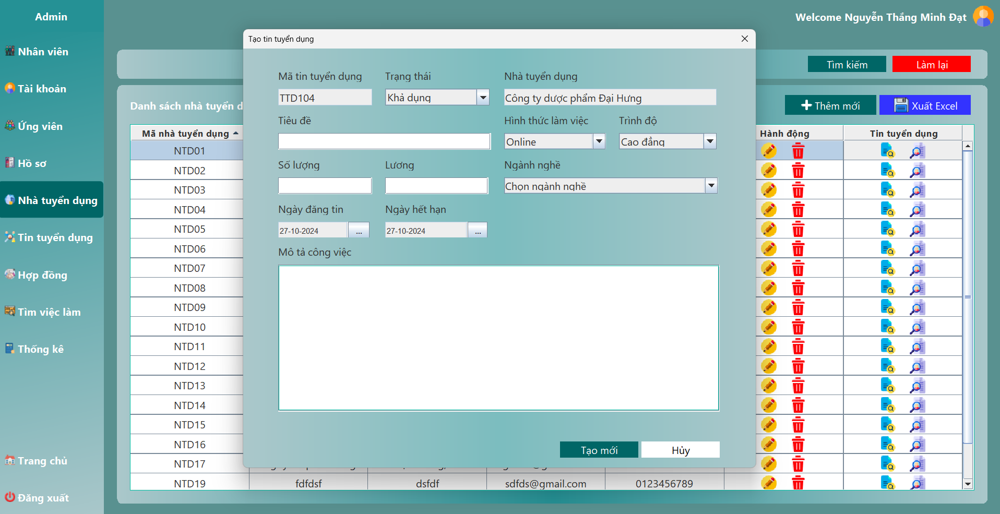 Admin
Welcome Nguyễn Thắng Minh Đạt
Nhân viên
Tài khoản
Ứng viên
Hồ sơ
Nhà tuyển dụng
Tin tuyển dụng
Hợp đồng
Tìm việc làm
Thống kê
Trang chủ
Đăng xuất
Tìm kiếm
Làm lại
Danh sách nhà tuyển d
Thêm mới
Xuất Excel
Mã nhà tuyển dụng
Hành động
Tin tuyển dụng
NTD01
NTD02
NTD03
NTD04
NTD05
NTD06
NTD07
NTD08
NTD09
NTD10
NTD11
NTD12
NTD13
NTD14
NTD15
NTD16
NTD17
NTD19 fdfdsf dsfdf sdfds@gmail.com 0123456789
Tạo tin tuyển dụng
Mã tin tuyển dụng Trạng thái Nhà tuyển dụng
TTD104 Khả dụng Công ty dược phẩm Đại Hưng
Tiêu đề Hình thức làm việc Trình độ
Online Cao đẳng
Số lượng Lương Ngành nghề
Chọn ngành nghề
Ngày đăng tin Ngày hết hạn
27-10-2024 ... 27-10-2024 ...
Mô tả công việc
Tạo mới Hủy